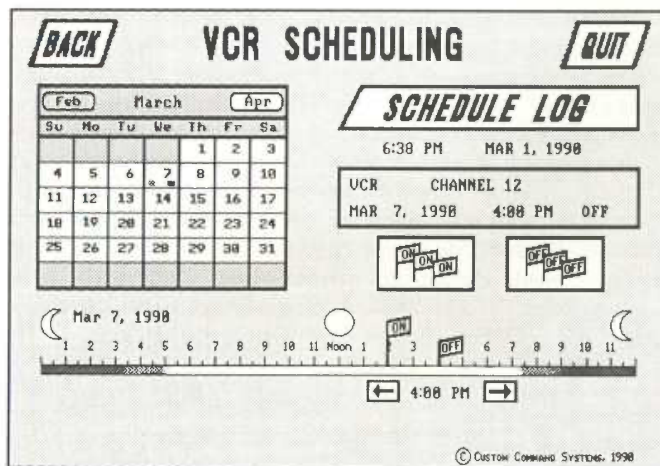 BACK VCR SCHEDULING QUIT
Feb March Apr
Su Mo Tu We Th Fr Sa
1 2 3
4 5 6 7 8 9 10
11 12 13 14 15 16 17
18 19 20 21 22 23 24
25 26 27 28 29 30 31
SCHEDULE LOG
6:38 PM MAR 1, 1990
VCR CHANNEL 12
MAR 7, 1990 4:00 PM OFF
ON ON ON
OFF OFF OFF
Mar 7, 1990
ON
OFF
1 2 3 4 5 6 7 8 9 10 11 Noon 1 3 6 7 8 9 10 11
4:00 PM
© CUSTOM COMMAND SYSTEMS, 1990